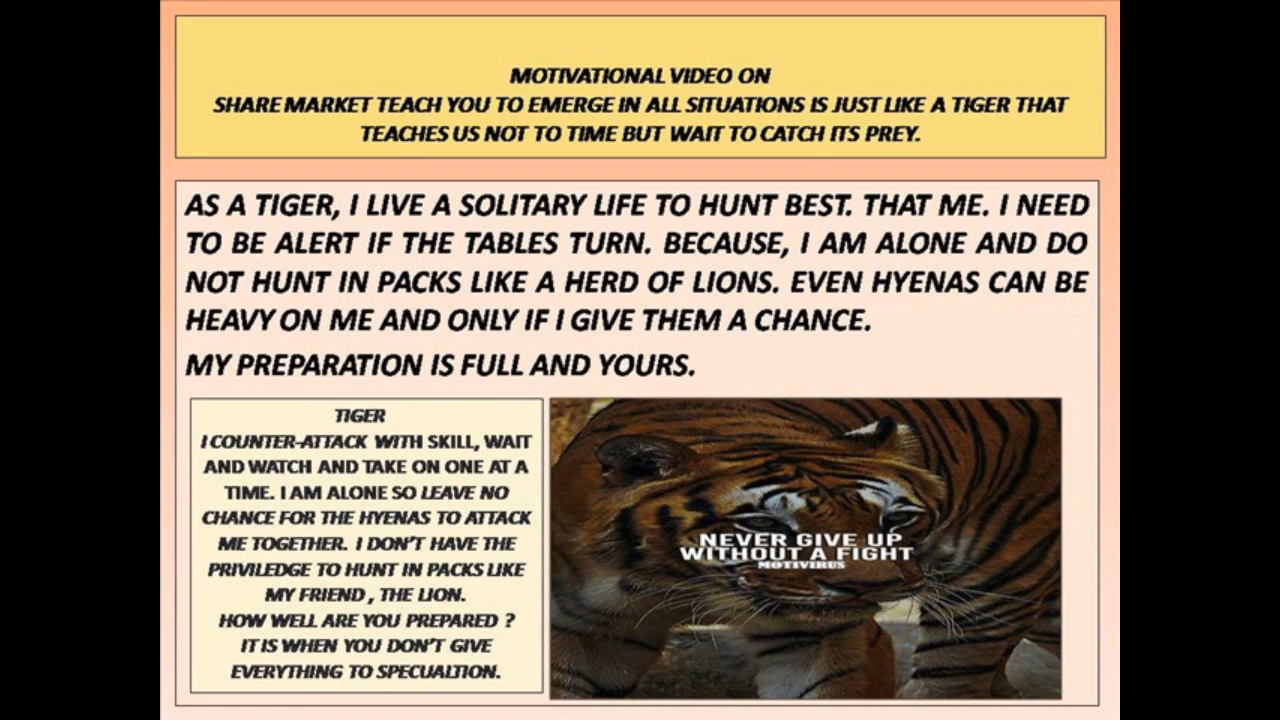 MOTIVATIONAL VIDEO ON
SHARE MARKET TEACH YOU TO EMERGE IN ALL SITUATIONS IS JUST LIKE A TIGER THAT
TEACHES US NOT TO TIME BUT WAIT TO CATCH ITS PREY.
AS A TIGER, I LIVE A SOLITARY LIFE TO HUNT BEST. THAT ME. I NEED
TO BE ALERT IF THE TABLES TURN. BECAUSE, I AM ALONE AND DO
NOT HUNT IN PACKS LIKE A HERD OF LIONS. EVEN HYENAS CAN BE
HEAVY ON ME AND ONLY IF I GIVE THEM A CHANCE.
MY PREPARATION IS FULL AND YOURS.
TIGER
I COUNTER-ATTACK WITH SKILL, WAIT
AND WATCH AND TAKE ON ONE AT A
TIME. I AM ALONE SO LEAVE NO
CHANCE FOR THE HYENAS TO ATTACK
ME TOGETHER. I DON'T HAVE THE
PRIVILEDGE TO HUNT IN PACKS LIKE
MY FRIEND , THE LION.
HOW WELL ARE YOU PREPARED ?
IT IS WHEN YOU DON'T GIVE
EVERYTHING TO SPECUALTION.
NEVER GIVE UP
WITHOUT A FIGHT
MOTIVIRUS